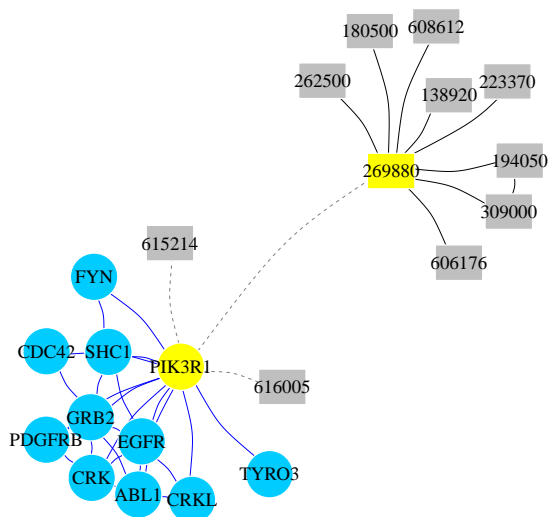 180500
608612
262500
138920
223370
194050
269880
309000
606176
615214
FYN
CDC42
SHC1
PIK3R1
616005
GRB2
PDGFRB
EGFR
CRK
ABL1
CRKL
TYRO3